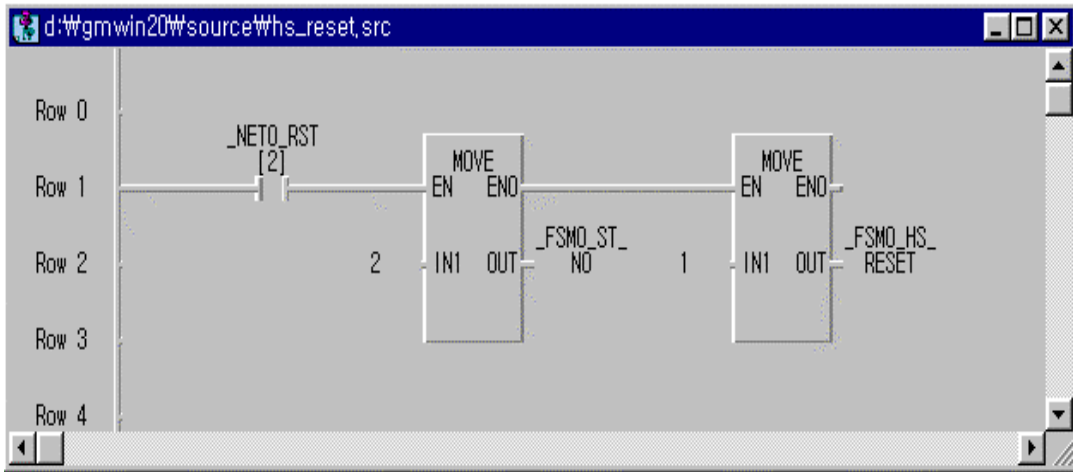 d:₩gmwin20₩source₩hs_reset,src
Row 0
_NET0_RST
[2]
MOVE
MOVE
Row 1
EN ENO
EN ENO
_FSM0_ST_
NO
_FSM0_HS_
RESET
Row 2
2
IN1 OUT
1
IN1 OUT
Row 3
Row 4